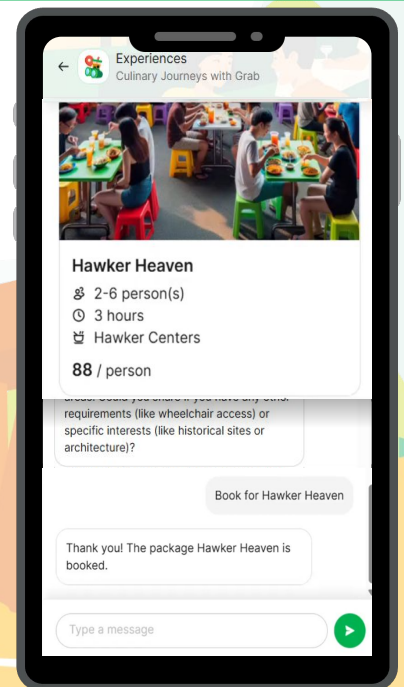 Experiences
Culinary Journeys with Grab
Hawker Heaven
2-6 person(s)
3 hours
Hawker Centers
88 / person
requirements (like wheelchair access) or
specific interests (like historical sites or
architecture)?
Book for Hawker Heaven
Thank you! The package Hawker Heaven is
booked.
Type a message